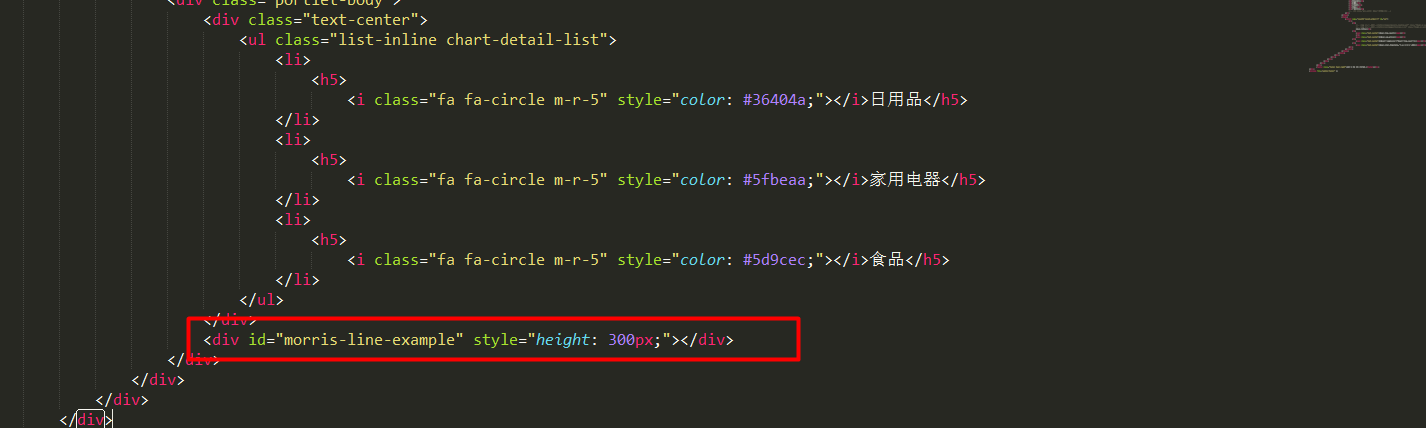 <div class="portlet-body">
<div class="text-center">
<ul class="list-inline chart-detail-list">
<li>
<h5>
<i class="fa fa-circle m-r-5" style="color: #36404a;"></i>日用品</h5>
</li>
<li>
<h5>
<i class="fa fa-circle m-r-5" style="color: #5fbeaa;"></i>家用电器</h5>
</li>
<li>
<h5>
<i class="fa fa-circle m-r-5" style="color: #5d9cec;"></i>食品</h5>
</li>
</ul>
</div>
<div id="morris-line-example" style="height: 300px;"></div>
</div>
</div>
</div>
</div>